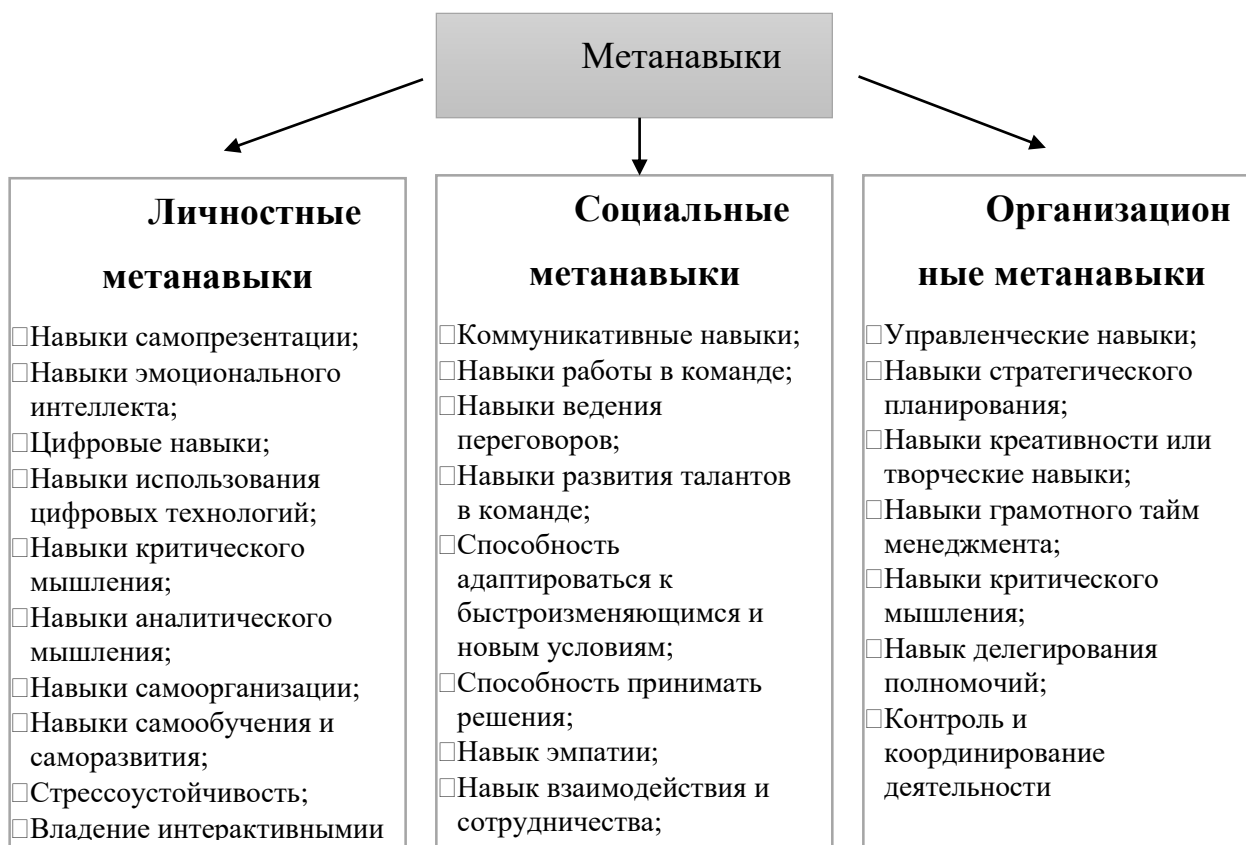 Метанавыки
Личностные
метанавыки
□Навыки самопрезентации;
□Навыки эмоционального
интеллекта;
□Цифровые навыки;
□Навыки использования
цифровых технологий;
□Навыки критического
мышления;
□Навыки аналитического
мышления;
□Навыки самоорганизации;
□Навыки самообучения и
саморазвития;
□Стрессоустойчивость;
□Владение интерактивнымии
Социальные
метанавыки
□Коммуникативные навыки;
□Навыки работы в команде;
□Навыки ведения
переговоров;
□Навыки развития талантов
в команде;
□Способность
адаптироваться к
быстроизменяющимся и
новым условиям;
□Способность принимать
решения;
□Навык эмпатии;
□Навык взаимодействия и
сотрудничества;
Организацион
ные метанавыки
□Управленческие навыки;
□Навыки стратегического
планирования;
□Навыки креативности или
творческие навыки;
□Навыки грамотного тайм
менеджмента;
□Навыки критического
мышления;
□Навык делегирования
полномочий;
□Контроль и
координирование
деятельности